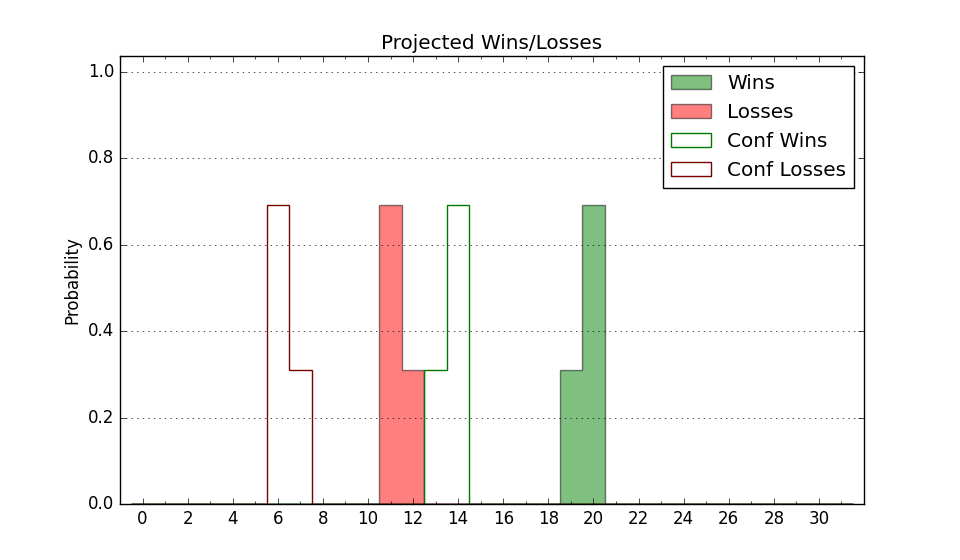 Projected Wins/Losses
Wins
Losses
Conf Wins
Conf Losses
Probability
1.0
0.8
0.6
0.4
0.2
0.0
0 2 4 6 8 10 12 14 16 18 20 22 24 26 28 30